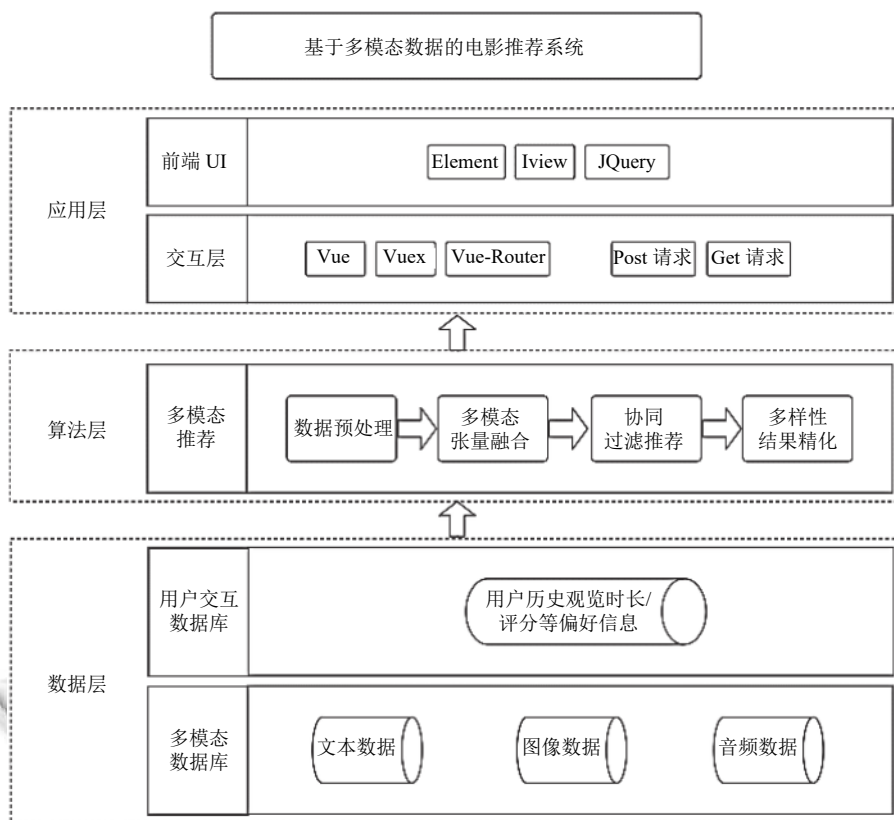 基于多模态数据的电影推荐系统
应用层
前端 UI
Element
Iview
JQuery
交互层
Vue
Vuex
Vue-Router
Post 请求
Get 请求
算法层
多模态
推荐
数据预处理
多模态
张量融合
协同
过滤推荐
多样性
结果精化
数据层
用户交互
数据库
用户历史观览时长/
评分等偏好信息
多模态
数据库
文本数据
图像数据
音频数据